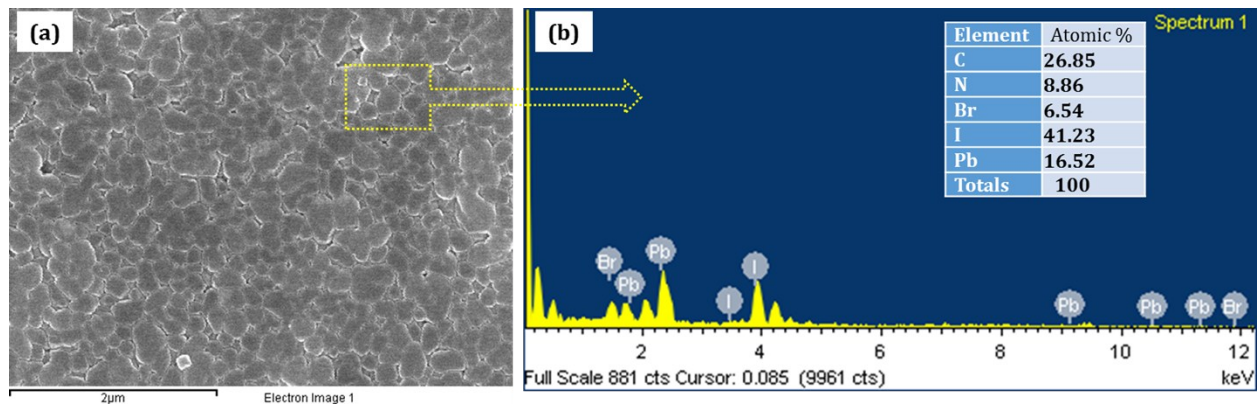 (a)
2µm
Electron Image 1
(b)
Spectrum 1
Element Atomic %
C 26.85
N 8.86
Br 6.54
I 41.23
Pb 16.52
Totals 100
Br Pb Pb I I Pb Pb Pb Br
2 4 6 8 10 12
Full Scale 881 cts Cursor: 0.085 (9961 cts) keV